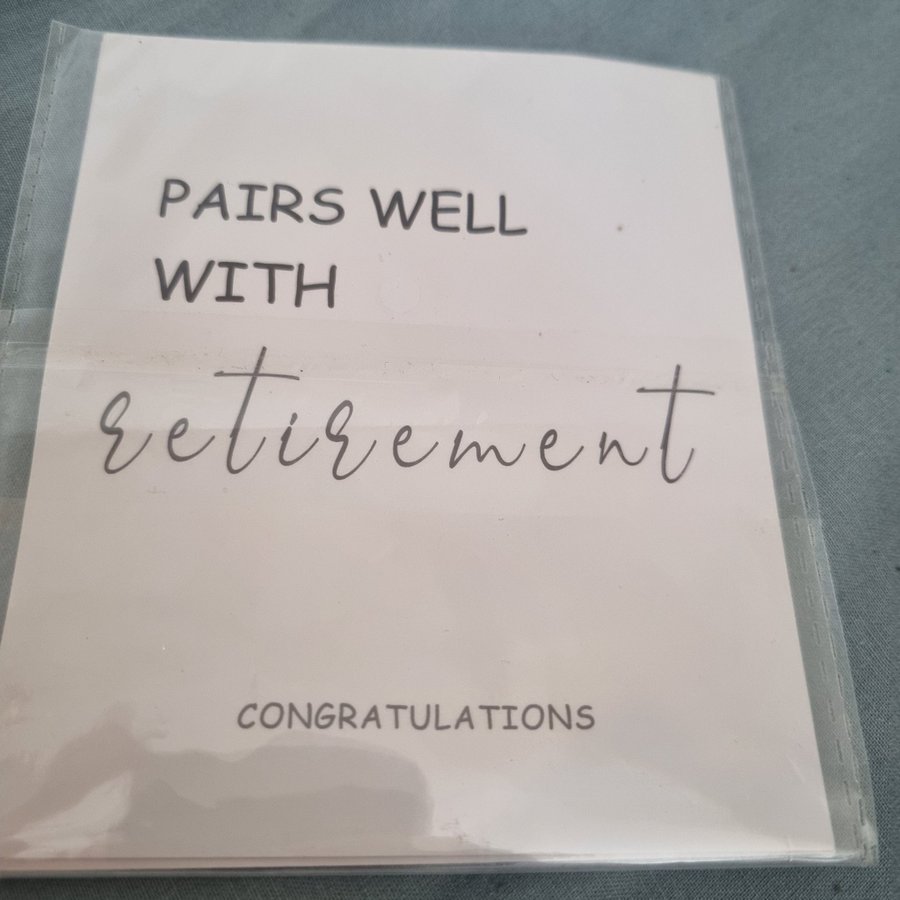 PAIRS WELL
WITH
retirement
CONGRATULATIONS